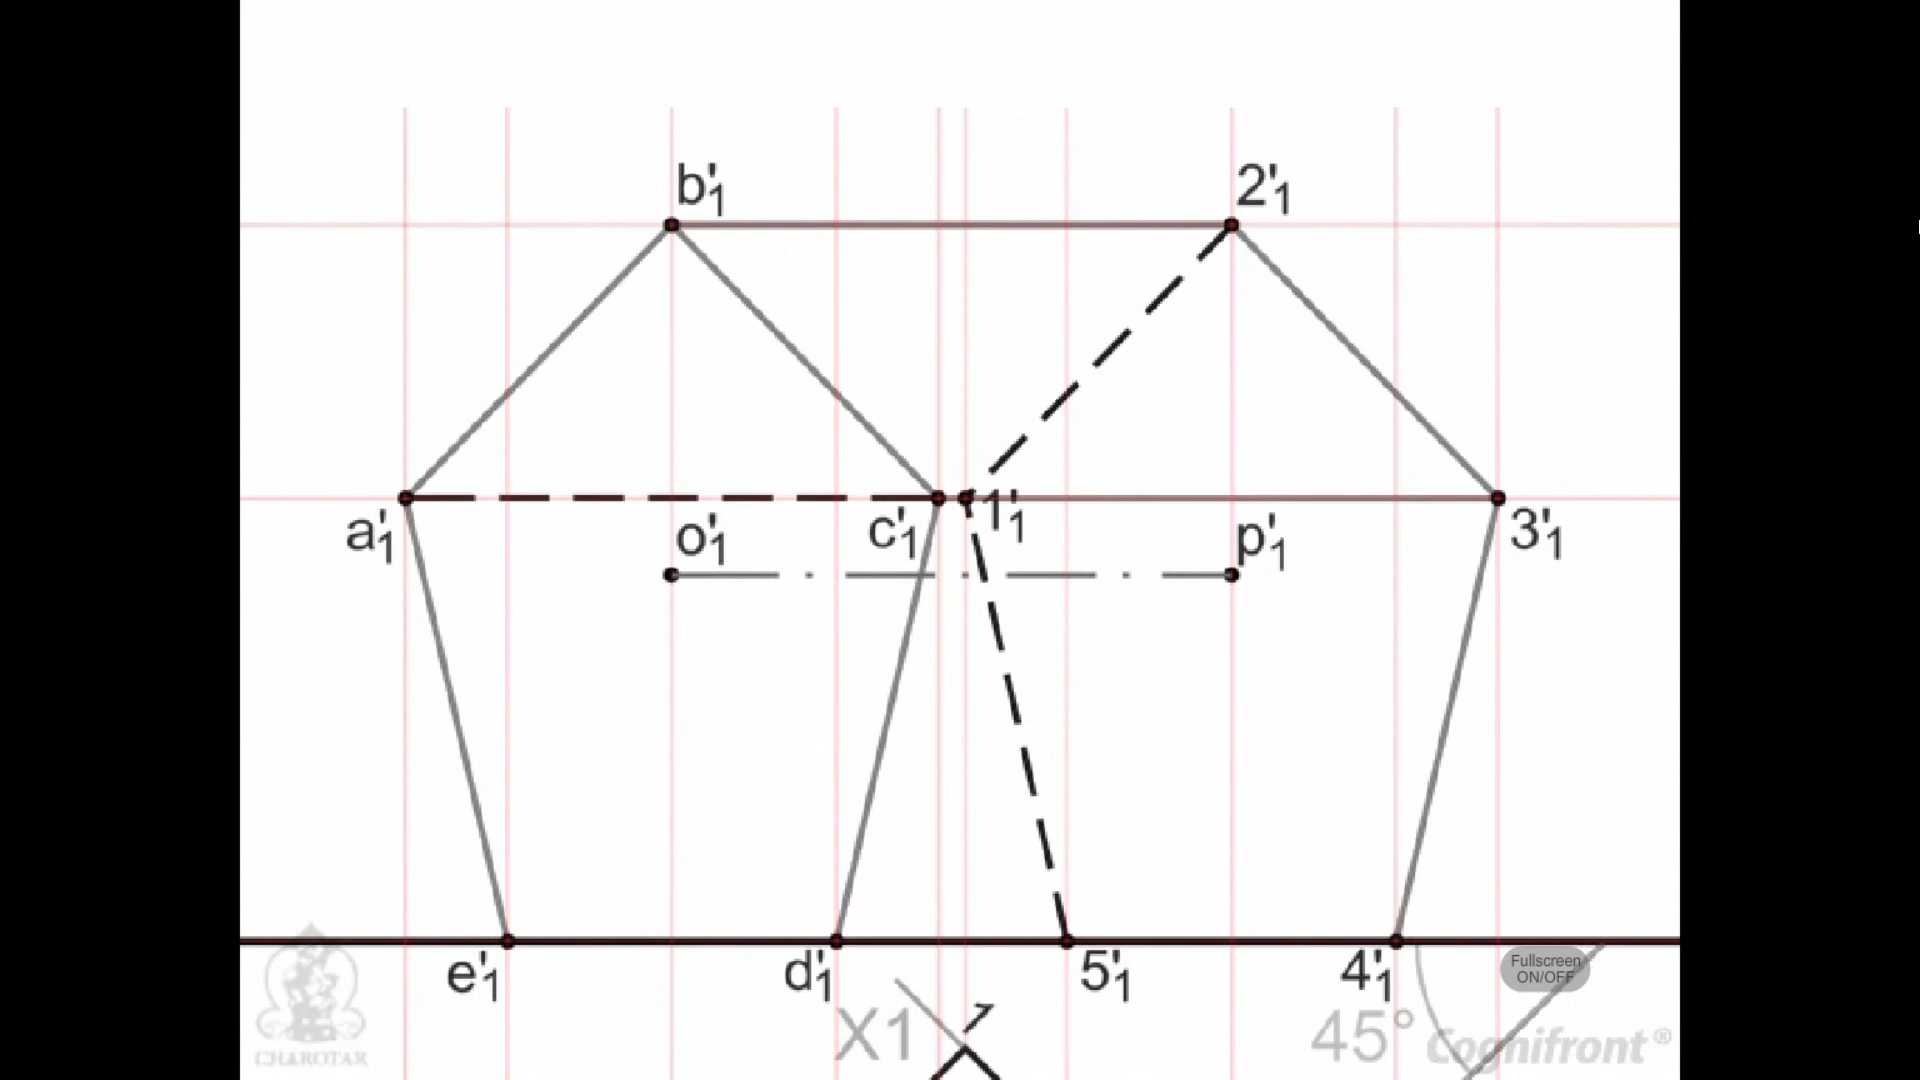 b'1 2'1
a'1 o'1 c'1 1'1 p'1 3'1
e'1 d'1 5'1 4'1
Fullscreen
ON/OFF
X1 1 45°
CHAROTAR Cognifront®